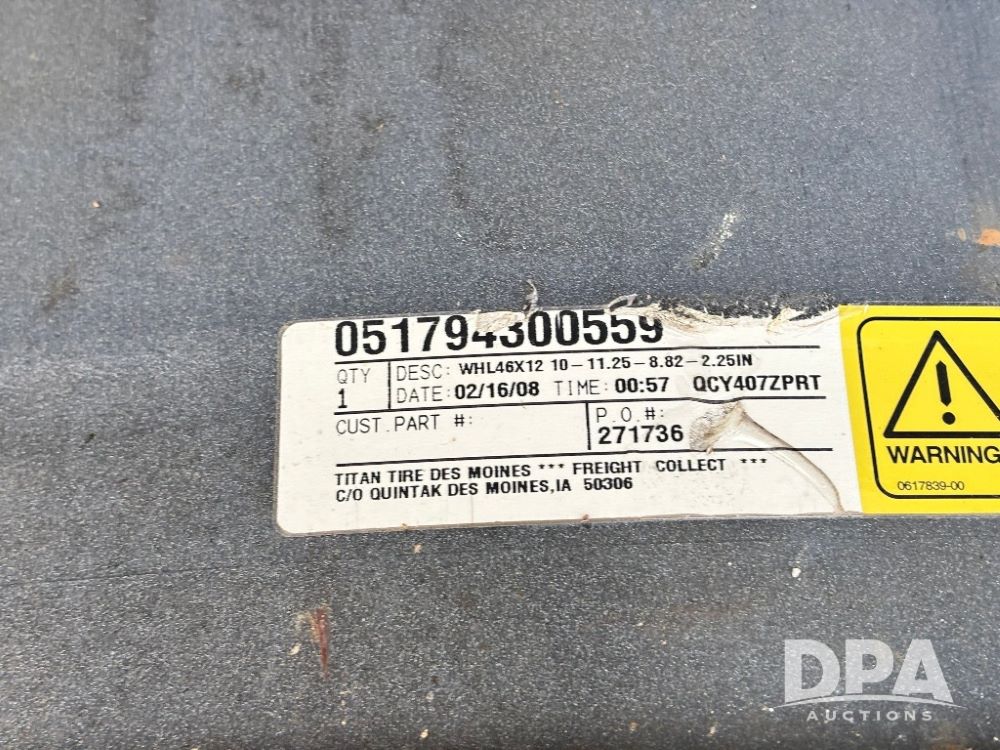 051794300559
QTY DESC: WHL46X12 10-11.25-8.82-2.25IN
1 DATE: 02/16/08 TIME: 00:57 QCY407ZPRT
CUST.PART #: P.O.#:
271736
TITAN TIRE DES MOINES *** FREIGHT COLLECT ***
C/O QUINTAK DES MOINES,IA 50306
WARNING
0617839-00
DPA
AUCTIONS